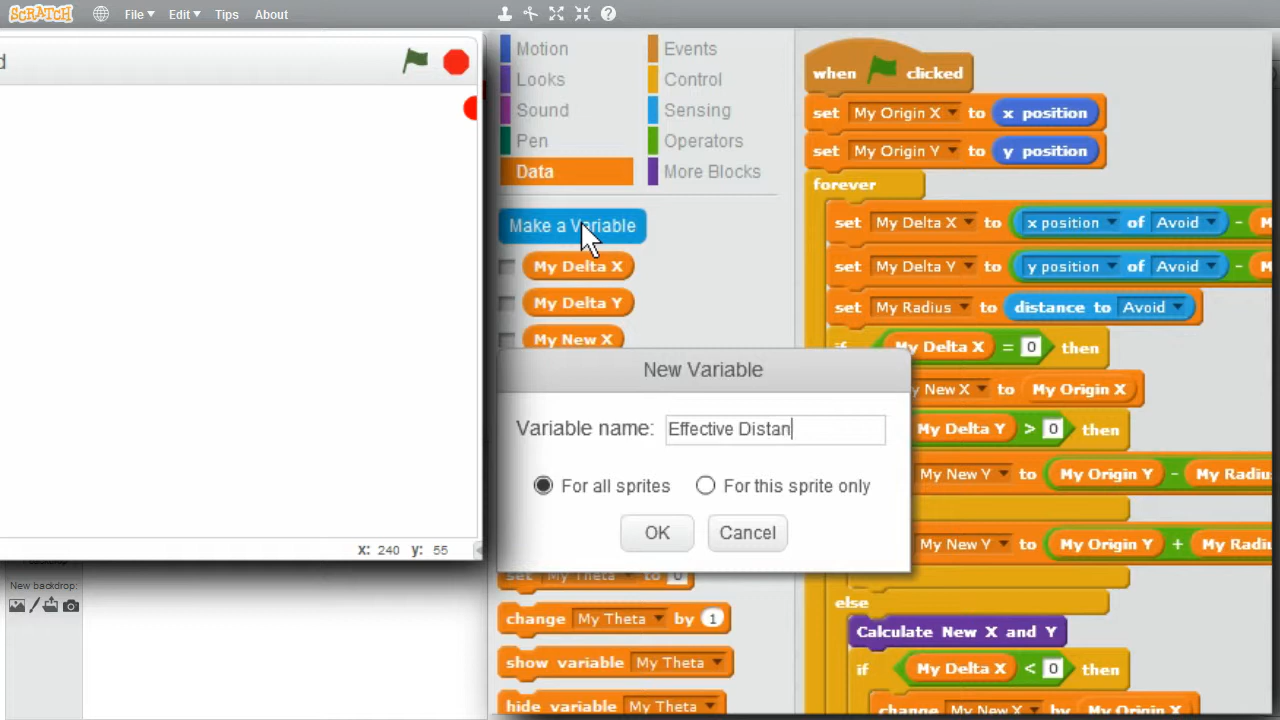 SCRATCH File Edit Tips About
d
x: 240 y: 55
New backdrop:
Motion Events
Looks Control
Sound Sensing
Pen Operators
Data More Blocks
Make a Variable
My Delta X
My Delta Y
My New X
New Variable
Variable name: Effective Distan
For all sprites For this sprite only
OK Cancel
set My Theta to 0
change My Theta by 1
show variable My Theta
hide variable My Theta
when clicked
set My Origin X to x position
set My Origin Y to y position
forever
set My Delta X to x position of Avoid - M
set My Delta Y to y position of Avoid - M
set My Radius to distance to Avoid
if My Delta X = 0 then
y New X to My Origin X
My Delta Y > 0 then
My New Y to My Origin Y - My Radiu
My New Y to My Origin Y + My Radiu
else
Calculate New X and Y
if My Delta X < 0 then
change My New X by My Origin X